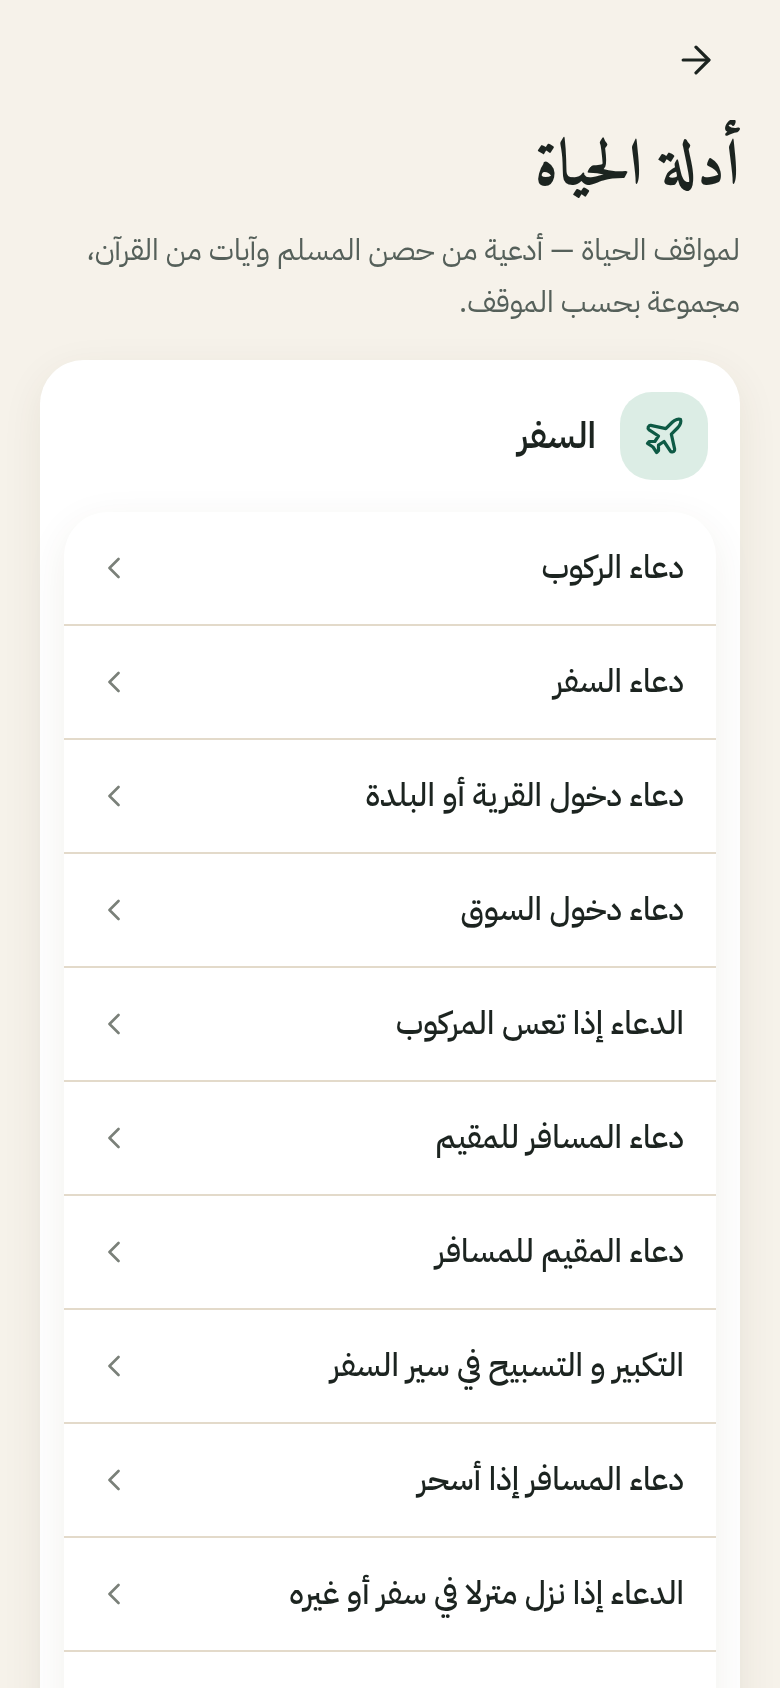 أدلة الحياة
لمواقف الحياة — أدعية من حصن المسلم وآيات من القرآن،
مجموعة بحسب الموقف.
السفر
دعاء الركوب
دعاء السفر
دعاء دخول القرية أو البلدة
دعاء دخول السوق
الدعاء إذا تعس المركوب
دعاء المسافر للمقيم
دعاء المقيم للمسافر
التكبير و التسبيح في سير السفر
دعاء المسافر إذا أسحر
الدعاء إذا نزل مترلا في سفر أو غيره